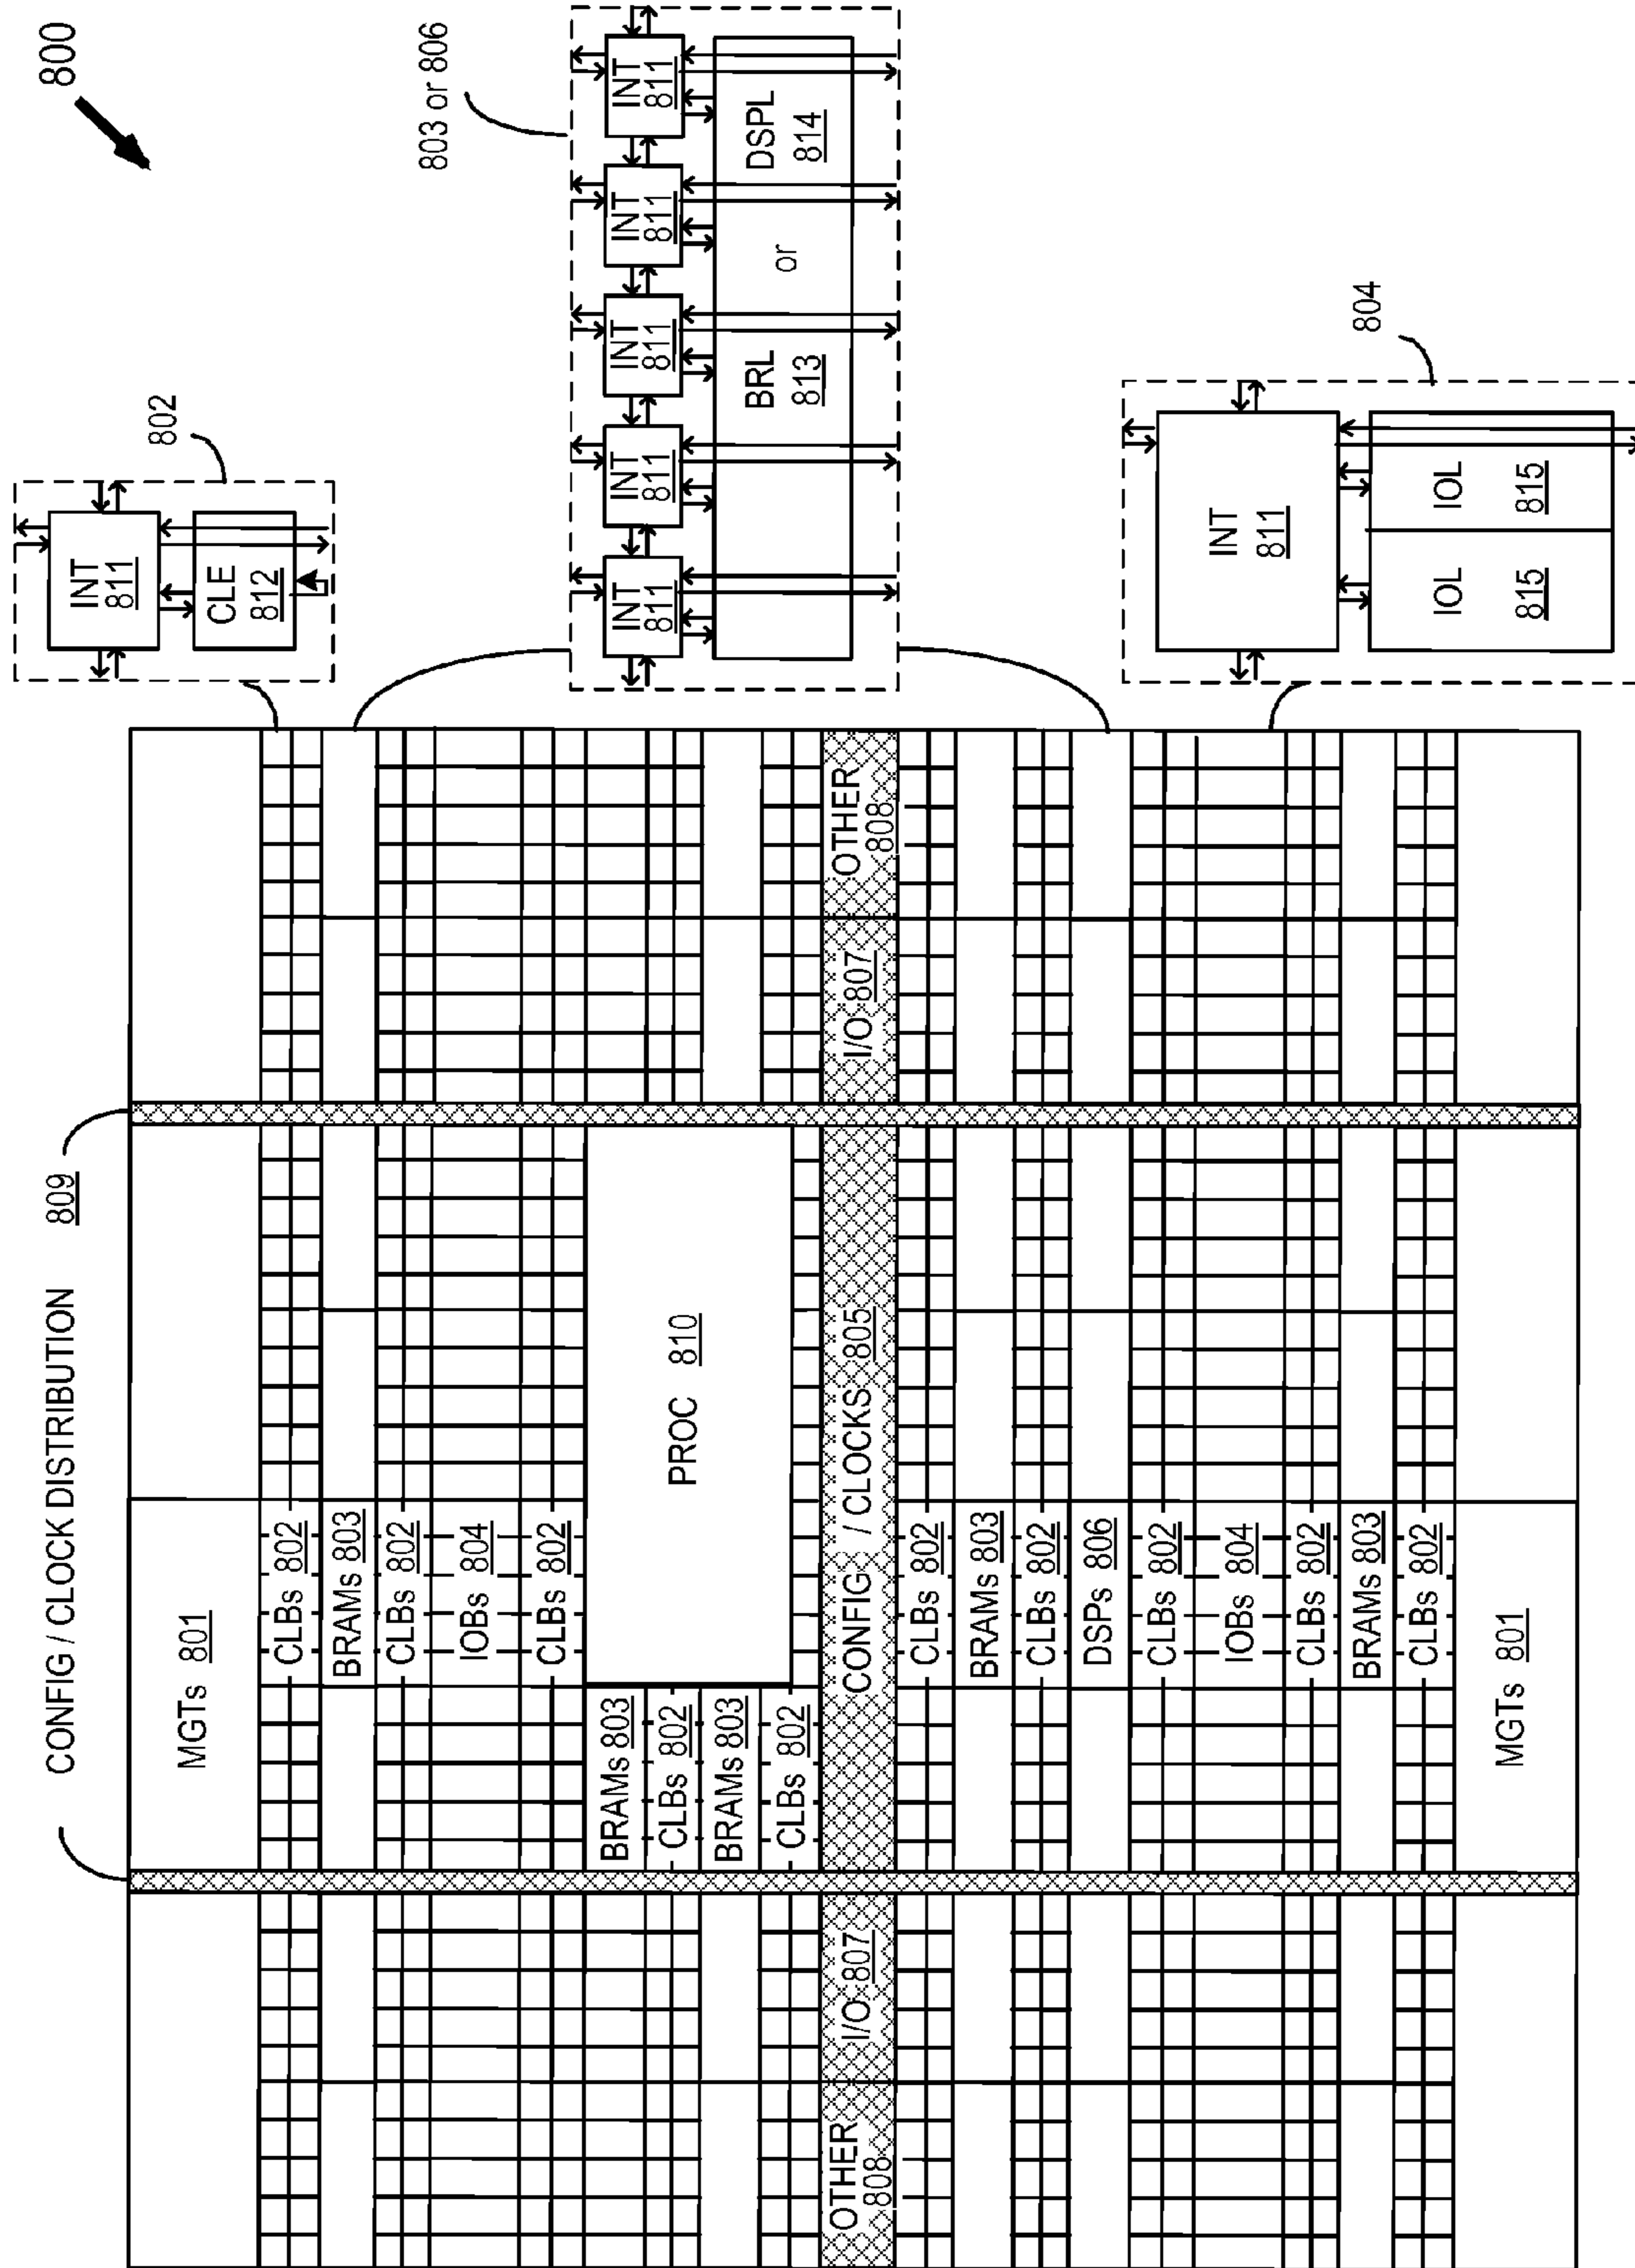 800
CONFIG / CLOCK DISTRIBUTION 809
MGTs 801
CLBs 802
BRAMs 803
CLBs 802
IOBs 804
CLBs 802
BRAMs 803
CLBs 802
BRAMs 803
CLBs 802
PROC 810
OTHER
808
I/O 807
CONFIG / CLOCKS 805
I/O 807
OTHER
808
CLBs 802
BRAMs 803
CLBs 802
DSPs 806
CLBs 802
IOBs 804
CLBs 802
BRAMs 803
CLBs 802
MGTs 801
802
INT
811
CLE
812
803 or 806
INT
811
INT
811
INT
811
INT
811
INT
811
BRL
813
or
DSPL
814
804
INT
811
IOL
815
IOL
815